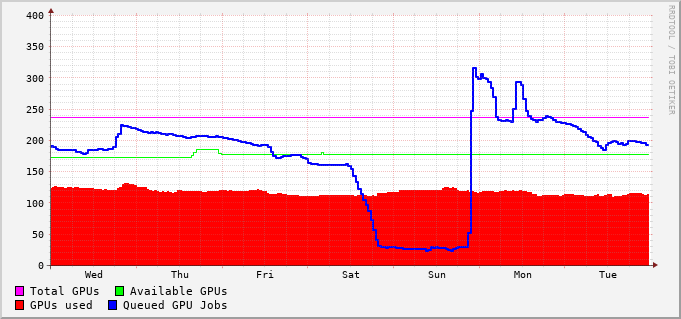 400
350
300
250
200
150
100
50
0
Wed Thu Fri Sat Sun Mon Tue
Total GPUs Available GPUs
GPUs used Queued GPU Jobs
RRDTOOL / TOBI OETIKER